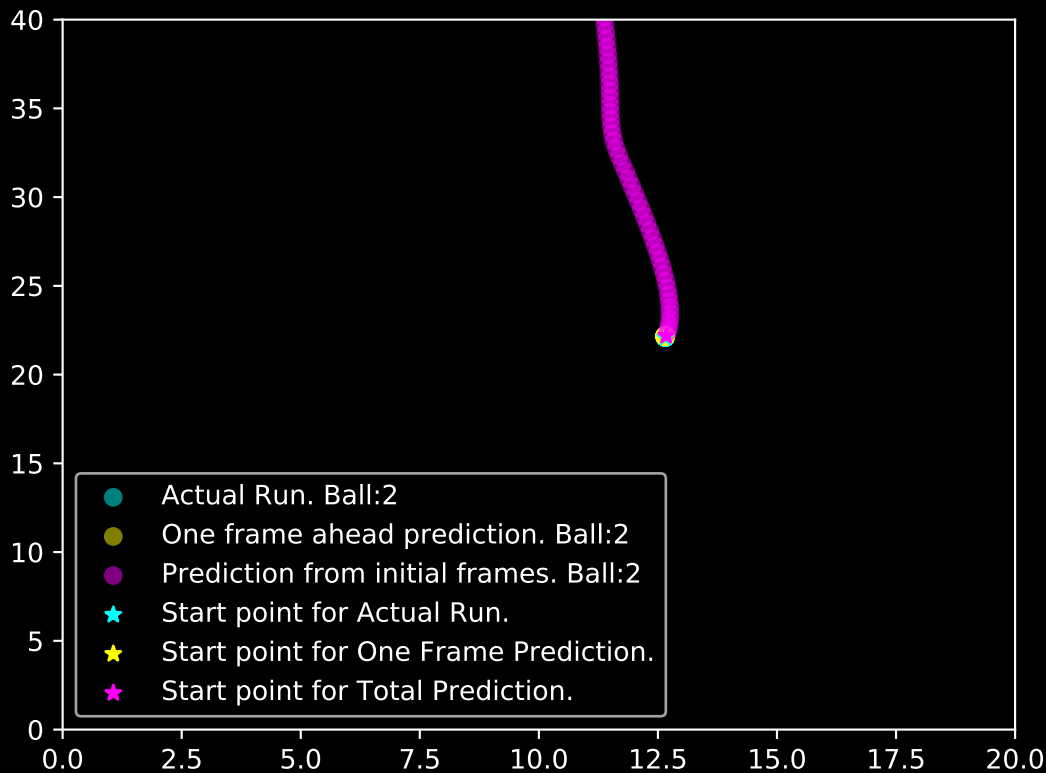 40
35
30
25
20
15
10
5
0
Actual Run. Ball:2
One frame ahead prediction. Ball:2
Prediction from initial frames. Ball:2
Start point for Actual Run.
Start point for One Frame Prediction.
Start point for Total Prediction.
0.0 2.5 5.0 7.5 10.0 12.5 15.0 17.5 20.0